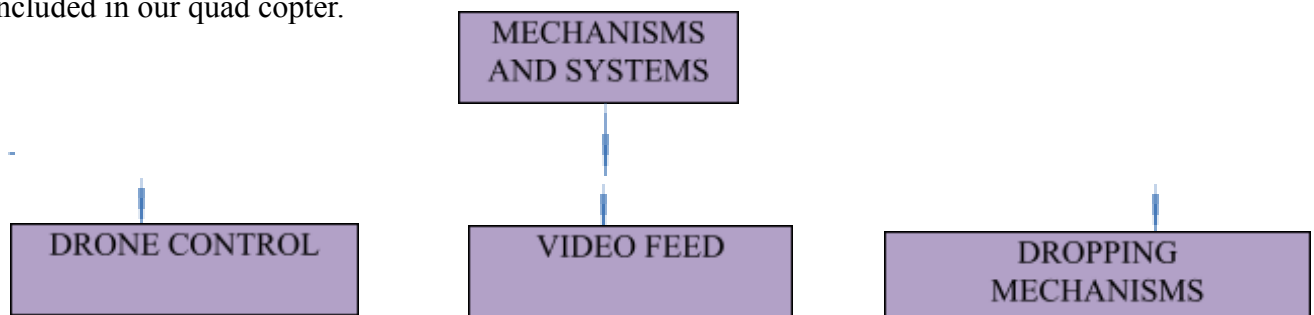 included in our quad copter.
MECHANISMS
AND SYSTEMS
DRONE CONTROL
VIDEO FEED
DROPPING
MECHANISMS